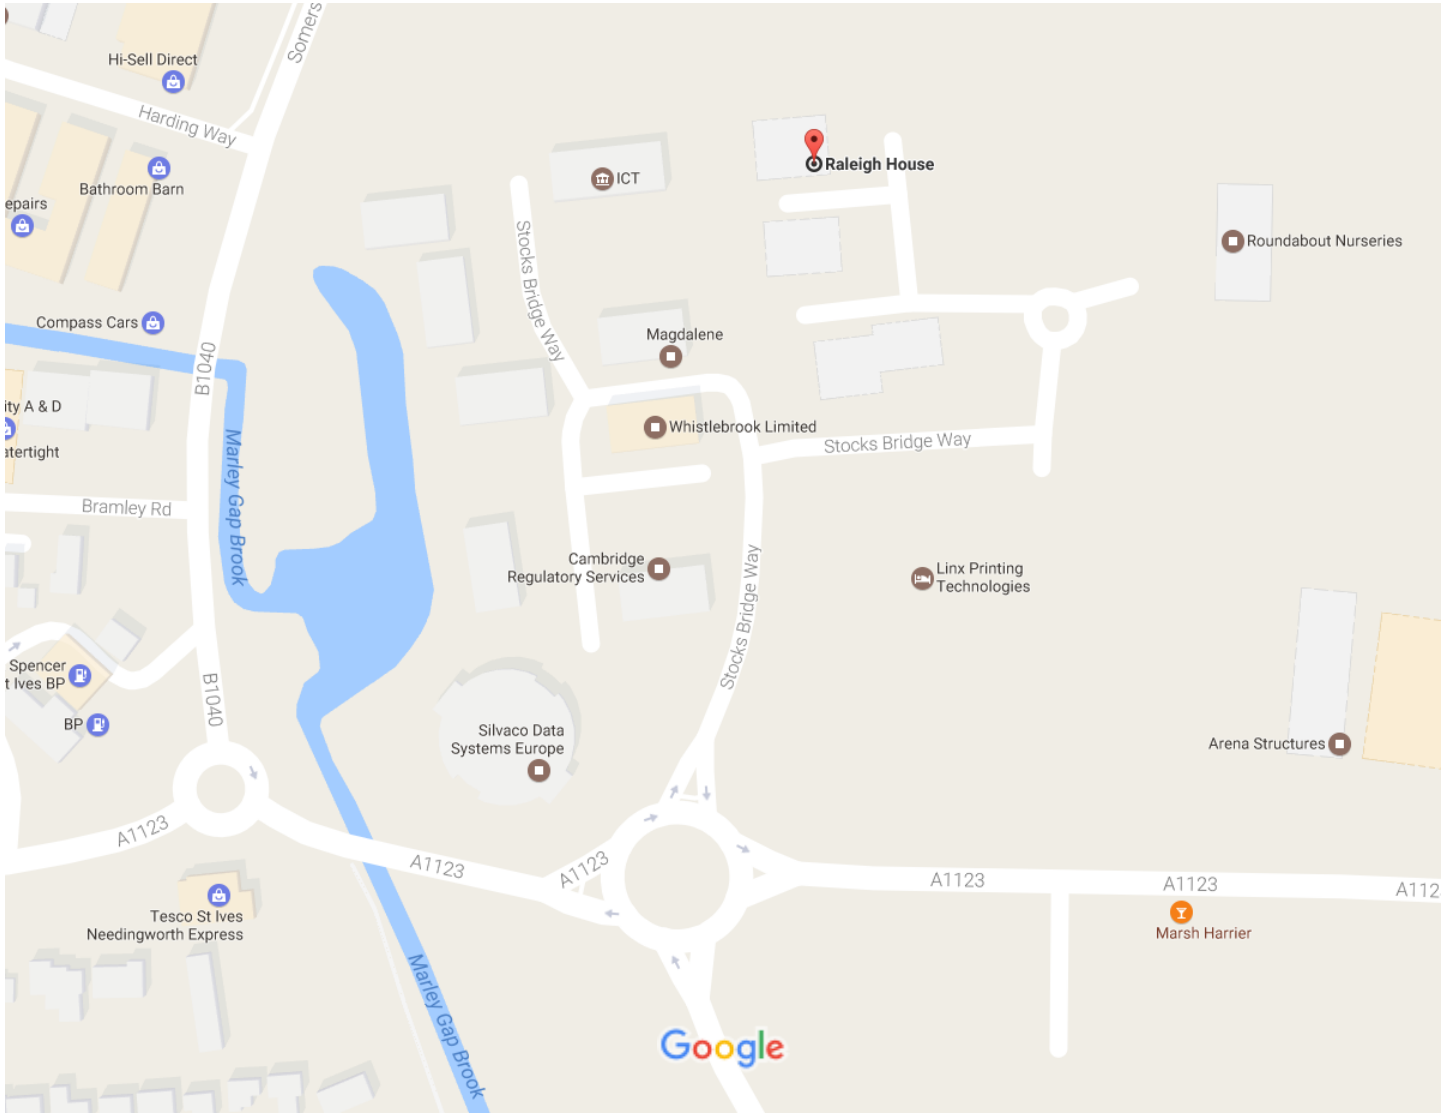 Somers
Hi-Sell Direct
Harding Way
Bathroom Barn
epairs
ICT
Raleigh House
Roundabout Nurseries
Stocks Bridge Way
Compass Cars
Magdalene
B1040
ity A & D
Whistlebrook Limited
Stocks Bridge Way
atertight
Marley Gap Brook
Bramley Rd
Cambridge
Regulatory Services
Linx Printing
Technologies
Stocks Bridge Way
Spencer
t Ives BP
B1040
BP
Silvaco Data
Systems Europe
Arena Structures
A1123
A1123
A1123
A1123
A1123
A112
Tesco St Ives
Needingworth Express
Marsh Harrier
Marley Gap Brook
Google